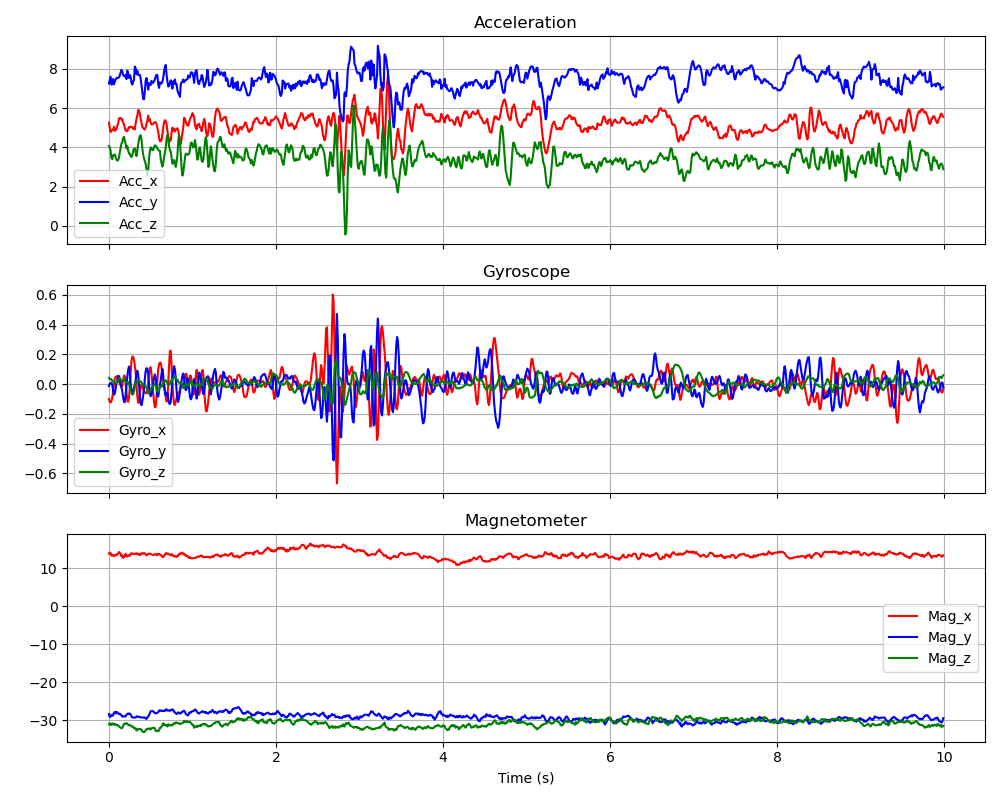 Acceleration
8
6
4
2
0
Acc_x
Acc_y
Acc_z
Gyroscope
0.6
0.4
0.2
0.0
−0.2
−0.4
−0.6
Gyro_x
Gyro_y
Gyro_z
Magnetometer
10
0
−10
−20
−30
Mag_x
Mag_y
Mag_z
0 2 4 6 8 10
Time (s)